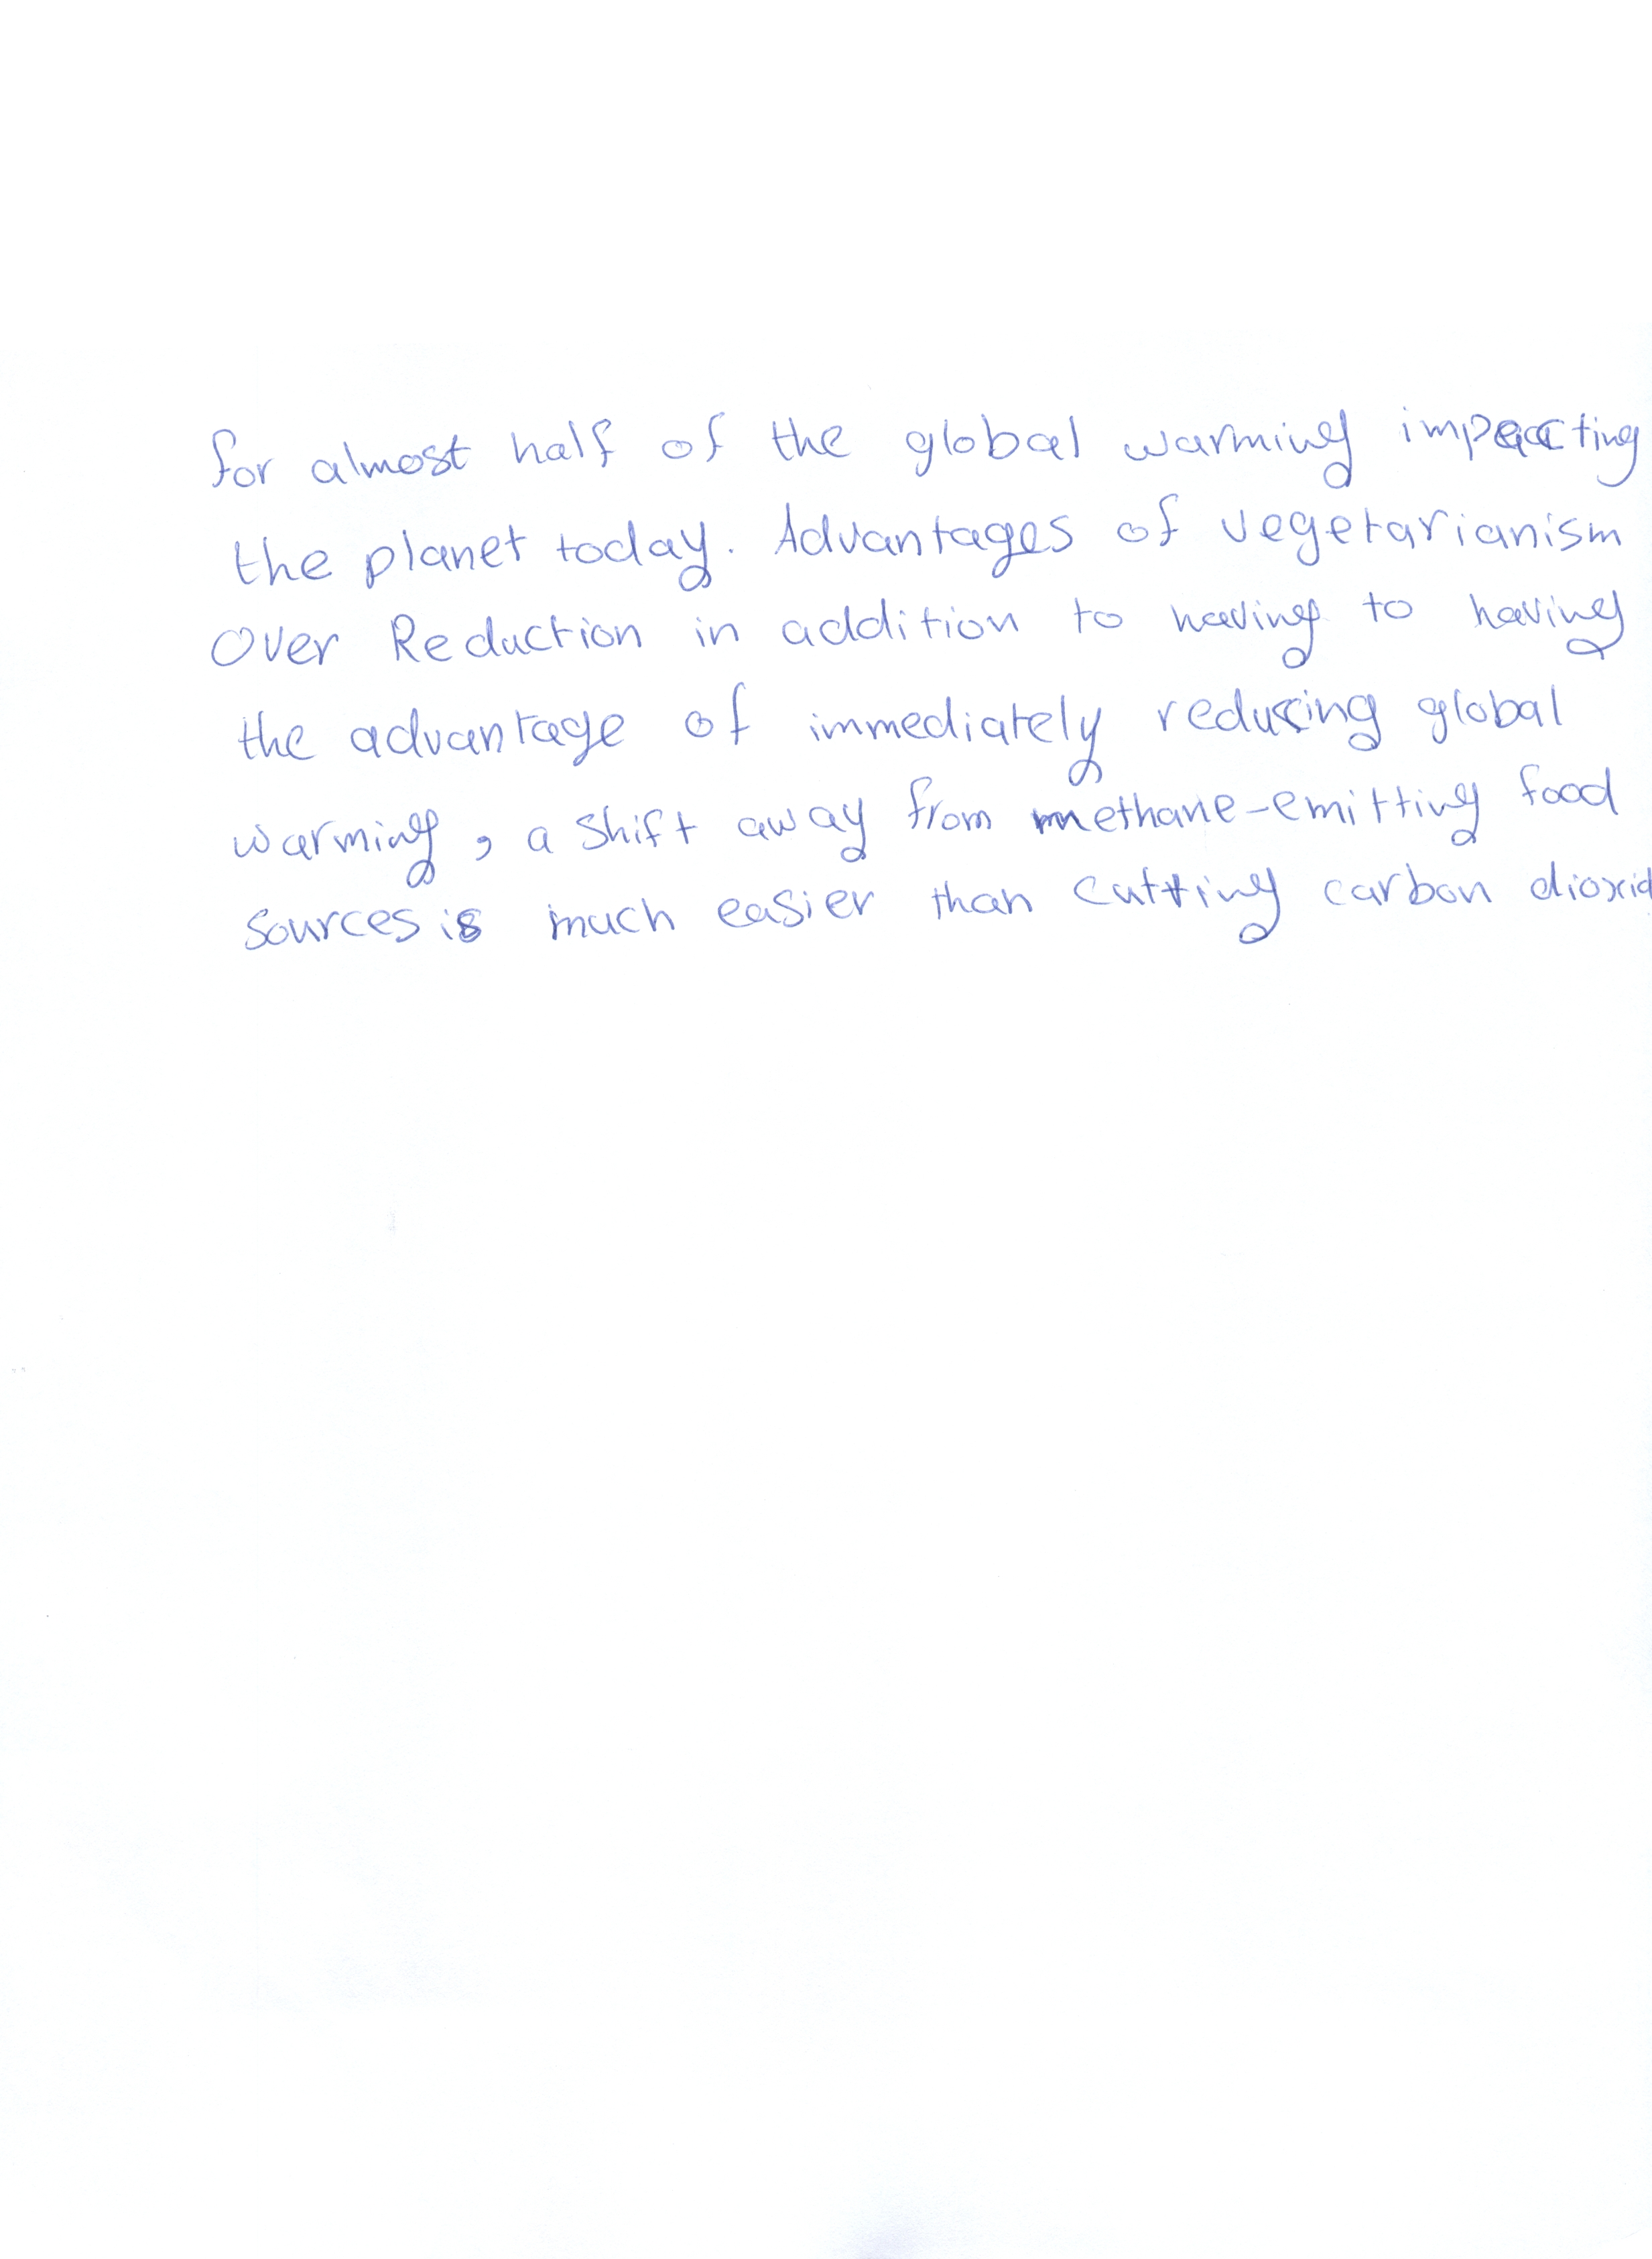 for almost half of the global warming impacting
the planet today. Advantages of vegetarianism
Over Reduction in addition to having to having
the advantage of immediately reducing global
warming, a shift away from methane-emitting food
sources is much easier than cutting carbon dioxid